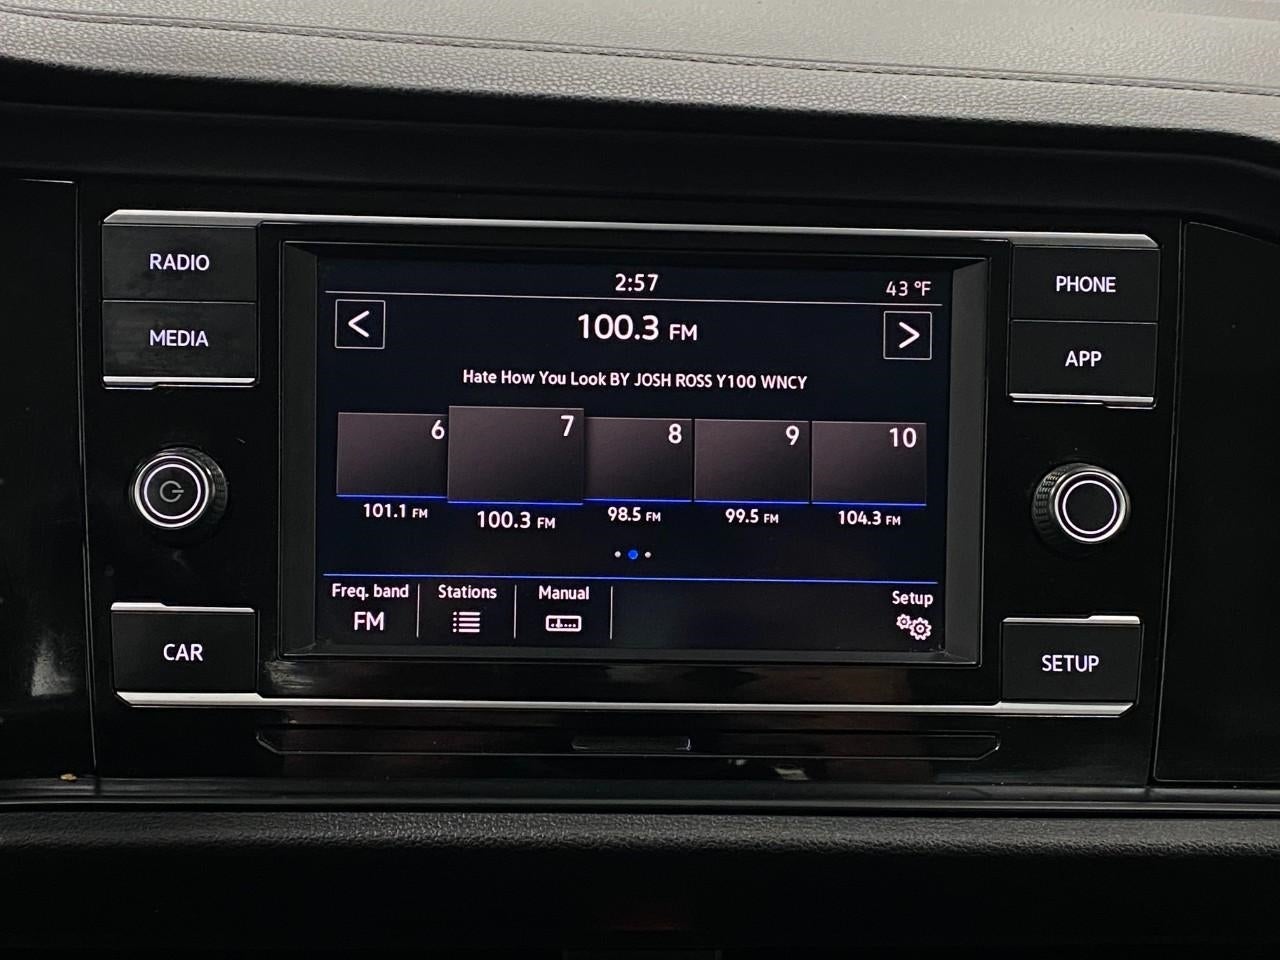 RADIO
MEDIA
CAR
2:57
43 °F
<
100.3 FM
>
Hate How You Look BY JOSH ROSS Y100 WNCY
6
7
8
9
10
101.1 FM
100.3 FM
98.5 FM
99.5 FM
104.3 FM
Freq. band
FM
Stations
Manual
Setup
PHONE
APP
SETUP